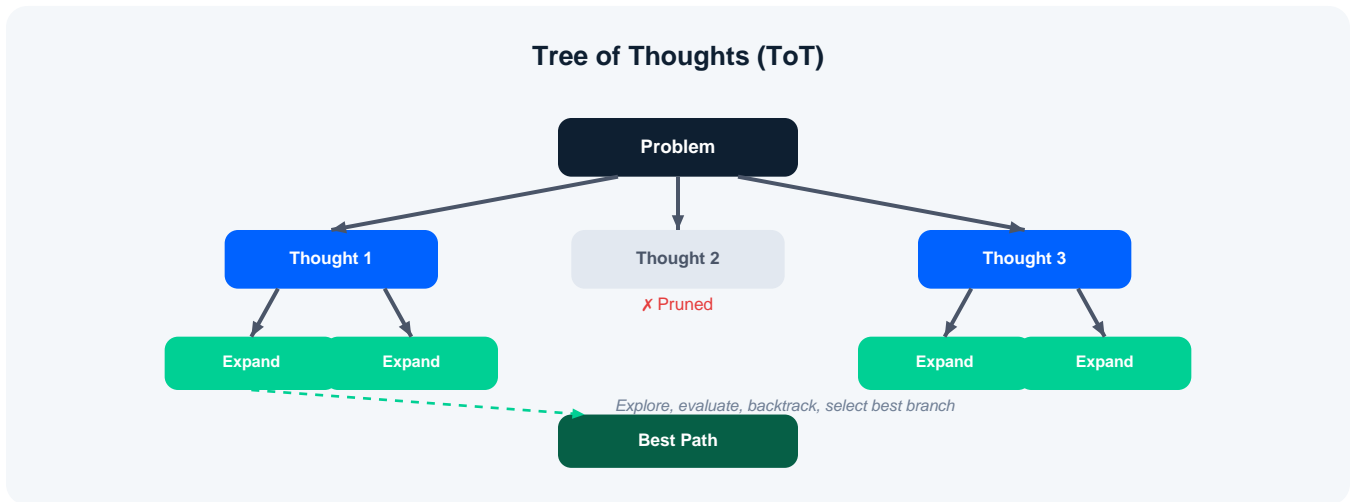 Tree of Thoughts (ToT)
Problem
Thought 1
Thought 2
Thought 3
✗ Pruned
Expand
Expand
Expand
Expand
Explore, evaluate, backtrack, select best branch
Best Path